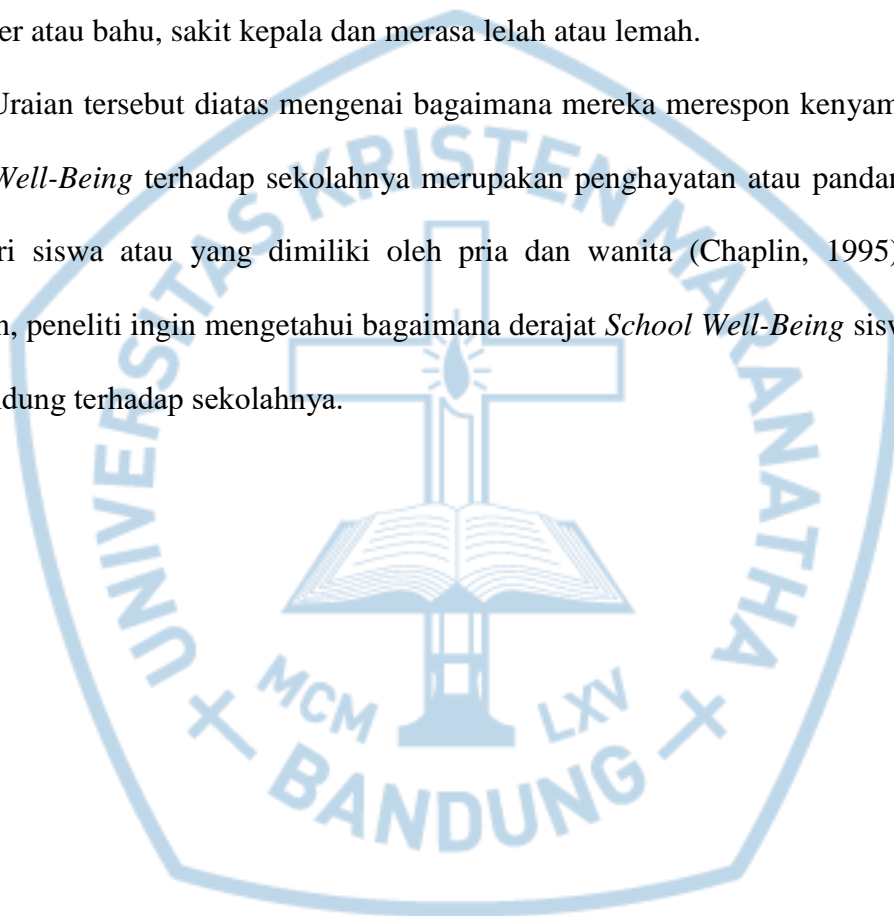 er atau bahu, sakit kepala dan merasa lelah atau lemah.
Uraian tersebut diatas mengenai bagaimana mereka merespon kenyam
Well-Being terhadap sekolahnya merupakan penghayatan atau pandan
ri siswa atau yang dimiliki oleh pria dan wanita (Chaplin, 1995)
n, peneliti ingin mengetahui bagaimana derajat School Well-Being sisw
ndung terhadap sekolahnya.
UNIVERSITAS KRISTEN MARANATHA
MCM LXV
BANDUNG